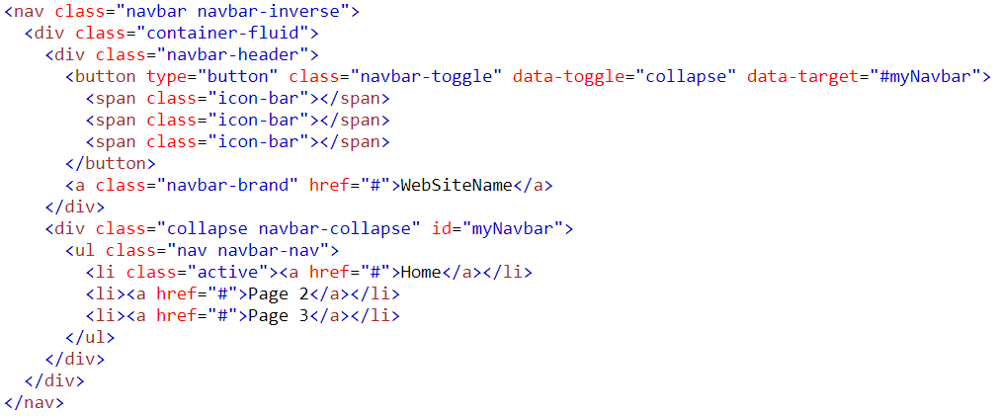 <nav class="navbar navbar-inverse">
  <div class="container-fluid">
    <div class="navbar-header">
      <button type="button" class="navbar-toggle" data-toggle="collapse" data-target="#myNavbar">
        <span class="icon-bar"></span>
        <span class="icon-bar"></span>
        <span class="icon-bar"></span>
      </button>
      <a class="navbar-brand" href="#">WebSiteName</a>
    </div>
    <div class="collapse navbar-collapse" id="myNavbar">
      <ul class="nav navbar-nav">
        <li class="active"><a href="#">Home</a></li>
        <li><a href="#">Page 2</a></li>
        <li><a href="#">Page 3</a></li>
      </ul>
    </div>
  </div>
</nav>